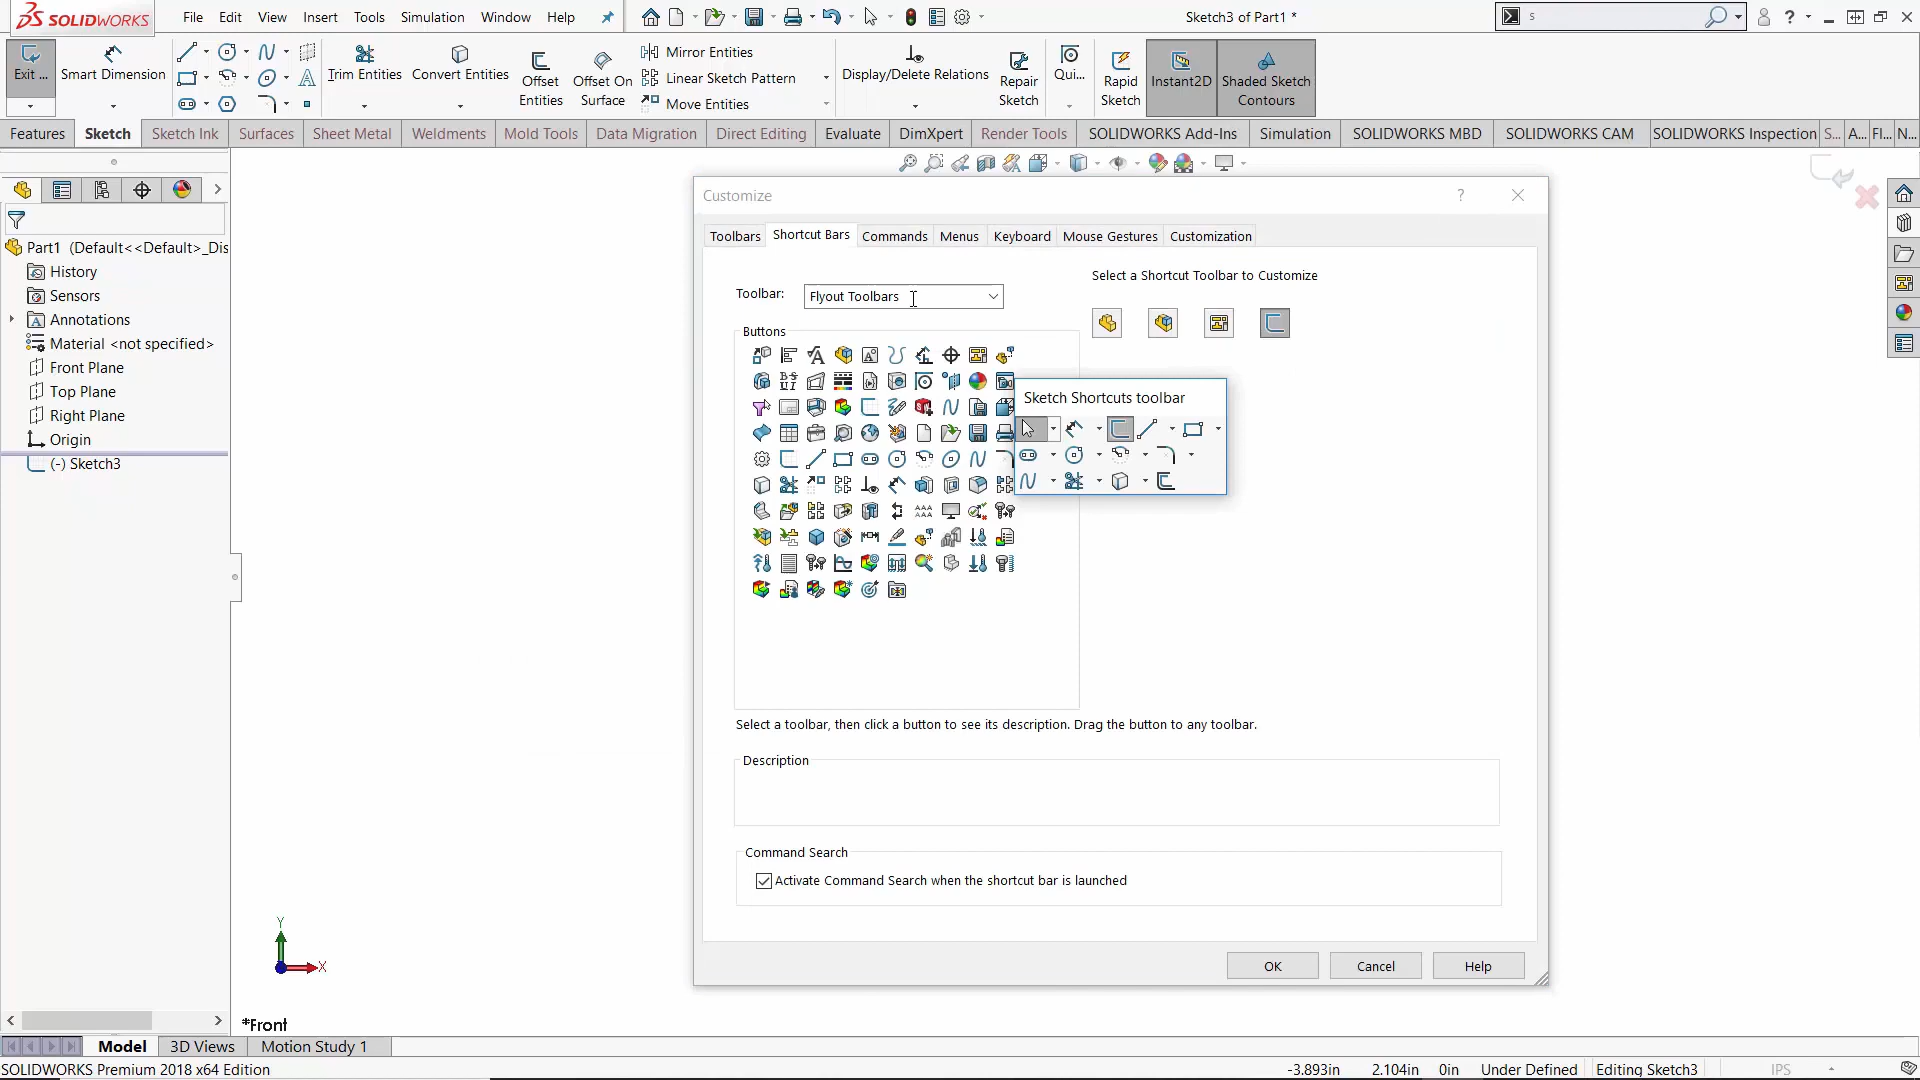 SOLIDWORKS File Edit View Insert Tools Simulation Window Help Sketch3 of Part1 * s ?
Exit ... Smart Dimension Trim Entities Convert Entities Offset Entities Offset On Surface Mirror Entities Linear Sketch Pattern Move Entities Display/Delete Relations Repair Sketch Qui... Rapid Sketch Instant2D Shaded Sketch Contours
Features Sketch Sketch Ink Surfaces Sheet Metal Weldments Mold Tools Data Migration Direct Editing Evaluate DimXpert Render Tools SOLIDWORKS Add-Ins Simulation SOLIDWORKS MBD SOLIDWORKS CAM SOLIDWORKS Inspection S... A... Fl... N...
Part1 (Default<<Default>_Dis
History
Sensors
Annotations
Material <not specified>
Front Plane
Top Plane
Right Plane
Origin
(-) Sketch3
Customize ?
Toolbars Shortcut Bars Commands Menus Keyboard Mouse Gestures Customization
Select a Shortcut Toolbar to Customize
Toolbar: Flyout Toolbars
Buttons
Sketch Shortcuts toolbar
Select a toolbar, then click a button to see its description. Drag the button to any toolbar.
Description
Command Search
Activate Command Search when the shortcut bar is launched
OK Cancel Help
Y
X
*Front
Model 3D Views Motion Study 1
SOLIDWORKS Premium 2018 x64 Edition -3.893in 2.104in 0in Under Defined Editing Sketch3 IPS